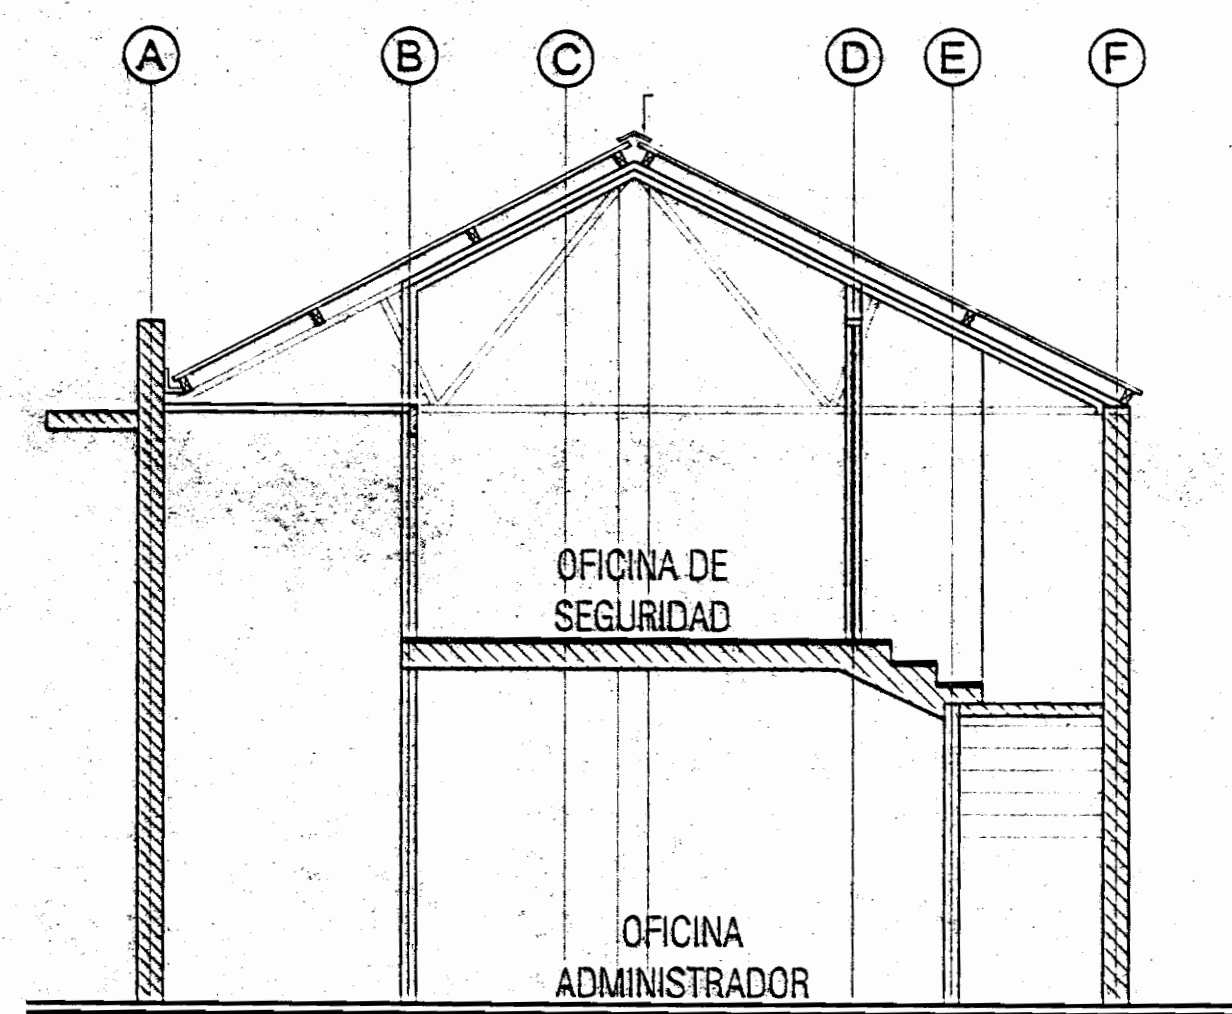 A B C D E F
OFICINA DE
SEGURIDAD
OFICINA
ADMINISTRADOR